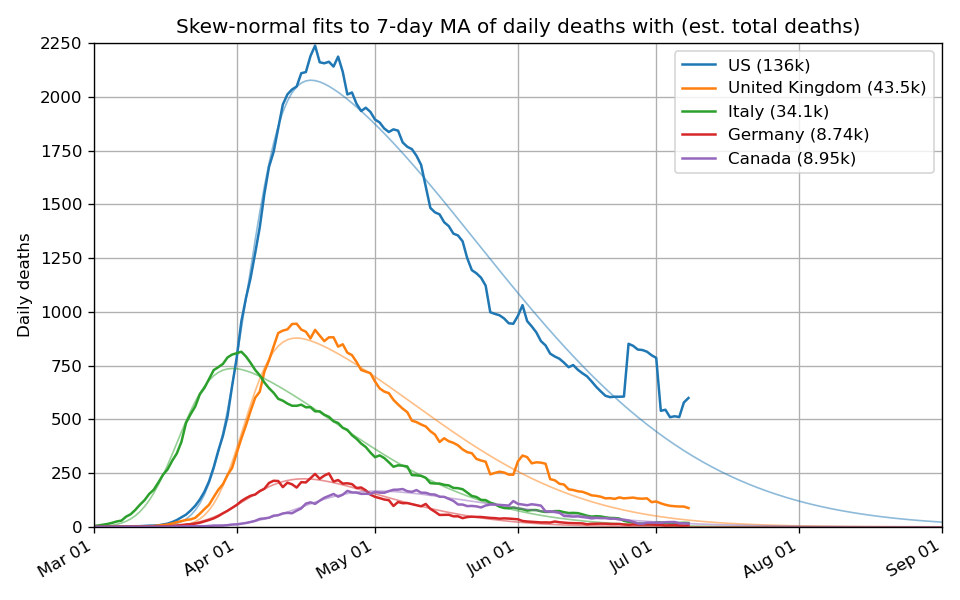 Skew-normal fits to 7-day MA of daily deaths with (est. total deaths)
Daily deaths
2250
2000
1750
1500
1250
1000
750
500
250
0
US (136k)
United Kingdom (43.5k)
Italy (34.1k)
Germany (8.74k)
Canada (8.95k)
Mar 01
Apr 01
May 01
Jun 01
Jul 01
Aug 01
Sep 01